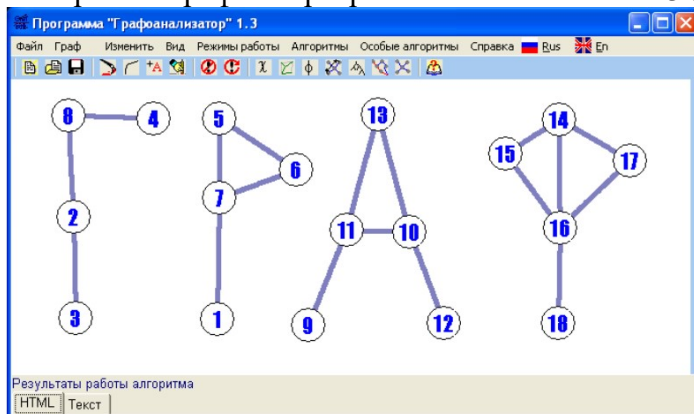 Программа "Графоанализатор" 1.3
Файл Граф Изменить Вид Режимы работы Алгоритмы Особые алгоритмы Справка Rus En
8 4 5 13 14
15 17
6
7
2 11 10 16
3 1 9 12 18
Результаты работы алгоритма
HTML Текст